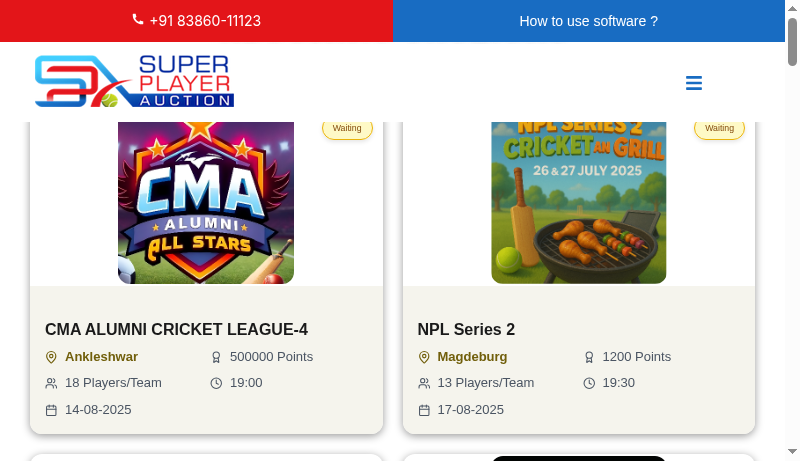 +91 83860-11123
How to use software ?
SUPER
PLAYER
AUCTION
Waiting
CMA
ALUMNI
ALL STARS
Waiting
NPL SERIES 2
CRICKET AN GRILL
26 & 27 JULY 2025
CMA ALUMNI CRICKET LEAGUE-4
Ankleshwar
500000 Points
18 Players/Team
19:00
14-08-2025
NPL Series 2
Magdeburg
1200 Points
13 Players/Team
19:30
17-08-2025